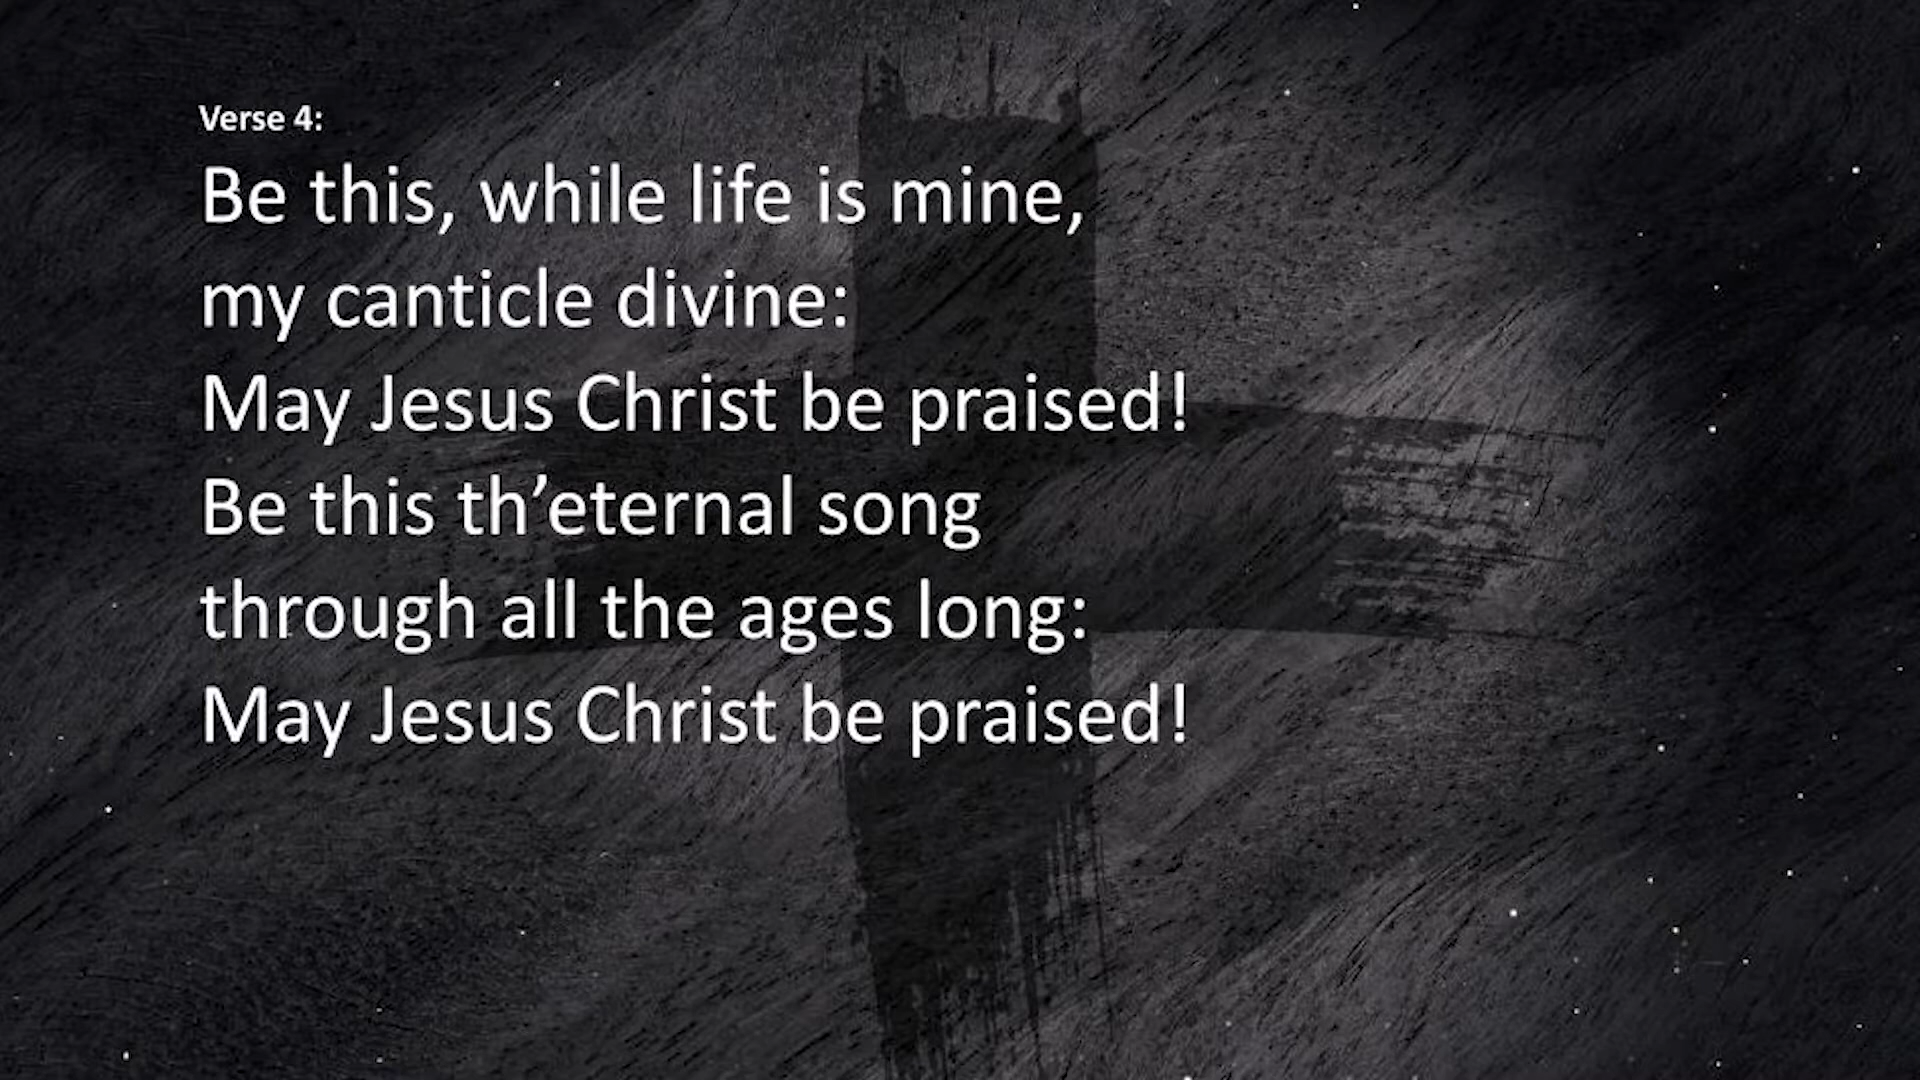 Verse 4:
Be this, while life is mine,
my canticle divine:
May Jesus Christ be praised!
Be this th’eternal song
through all the ages long:
May Jesus Christ be praised!